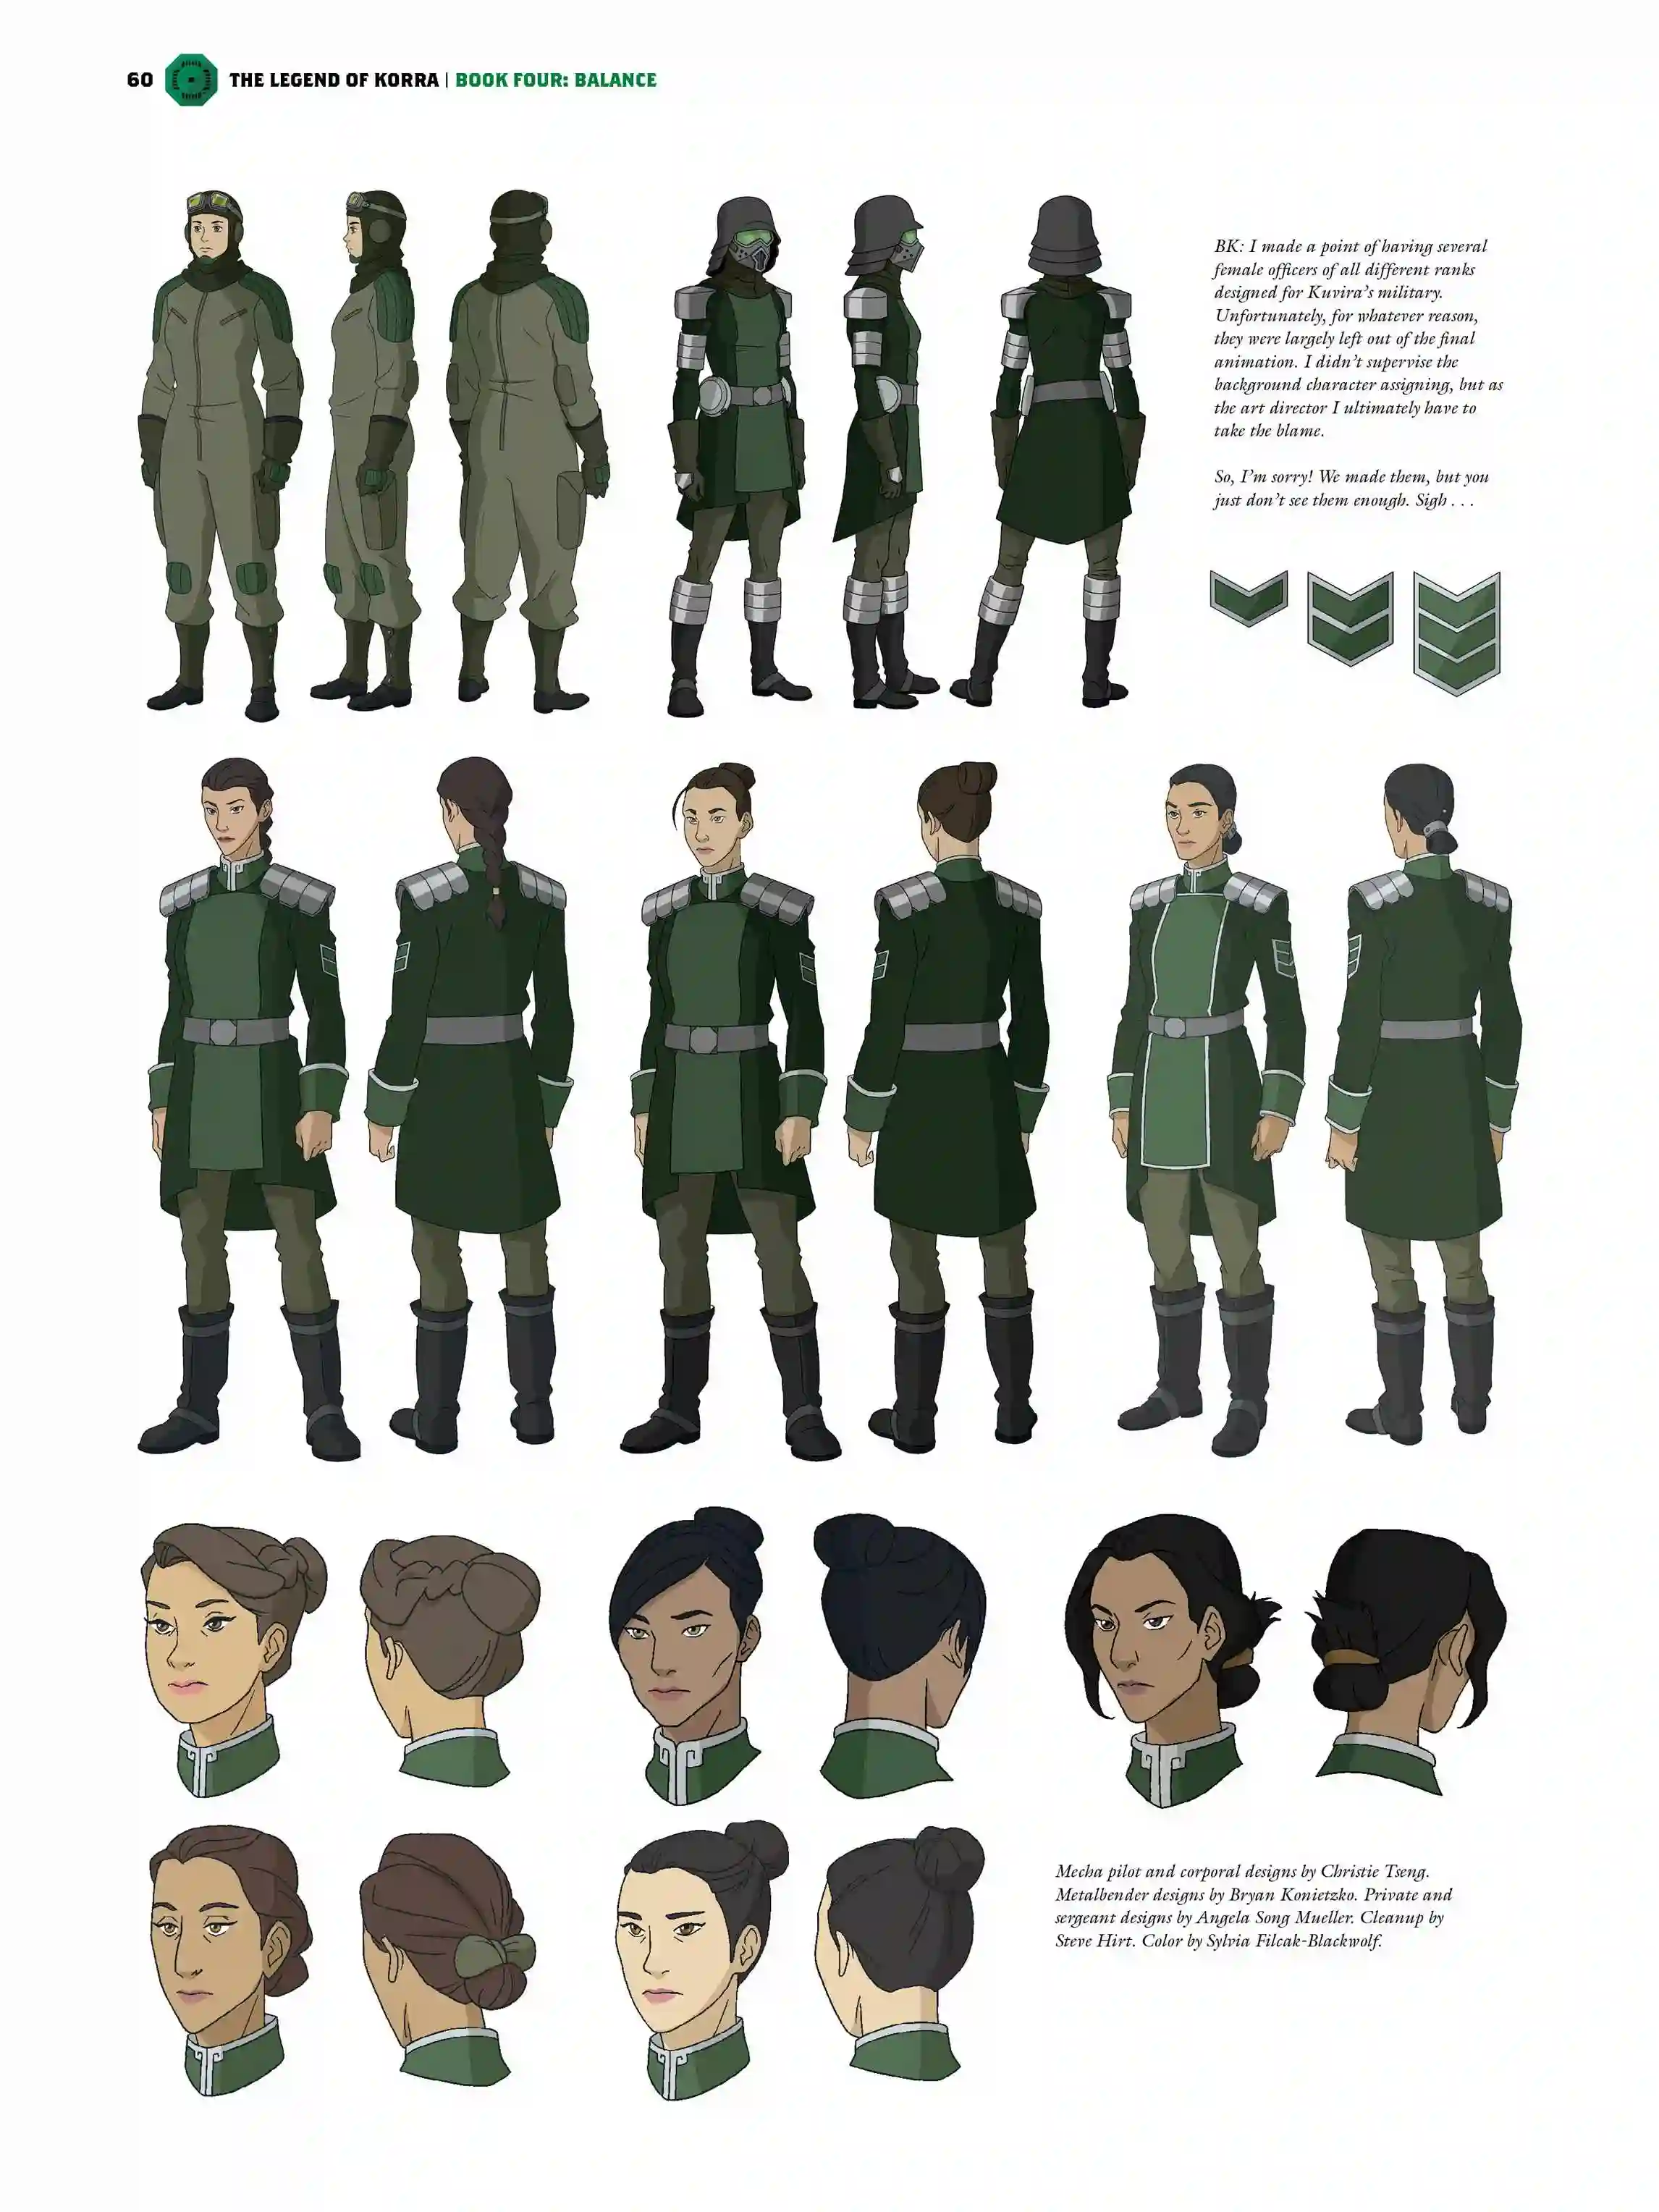 60 THE LEGEND OF KORRA | BOOK FOUR: BALANCE
BK: I made a point of having several
female officers of all different ranks
designed for Kuvira's military.
Unfortunately, for whatever reason,
they were largely left out of the final
animation. I didn't supervise the
background character assigning, but as
the art director I ultimately have to
take the blame.
So, I'm sorry! We made them, but you
just don't see them enough. Sigh . . .
Mecha pilot and corporal designs by Christie Tseng.
Metalbender designs by Bryan Konietzko. Private and
sergeant designs by Angela Song Mueller. Cleanup by
Steve Hirt. Color by Sylvia Filcak-Blackwolf.